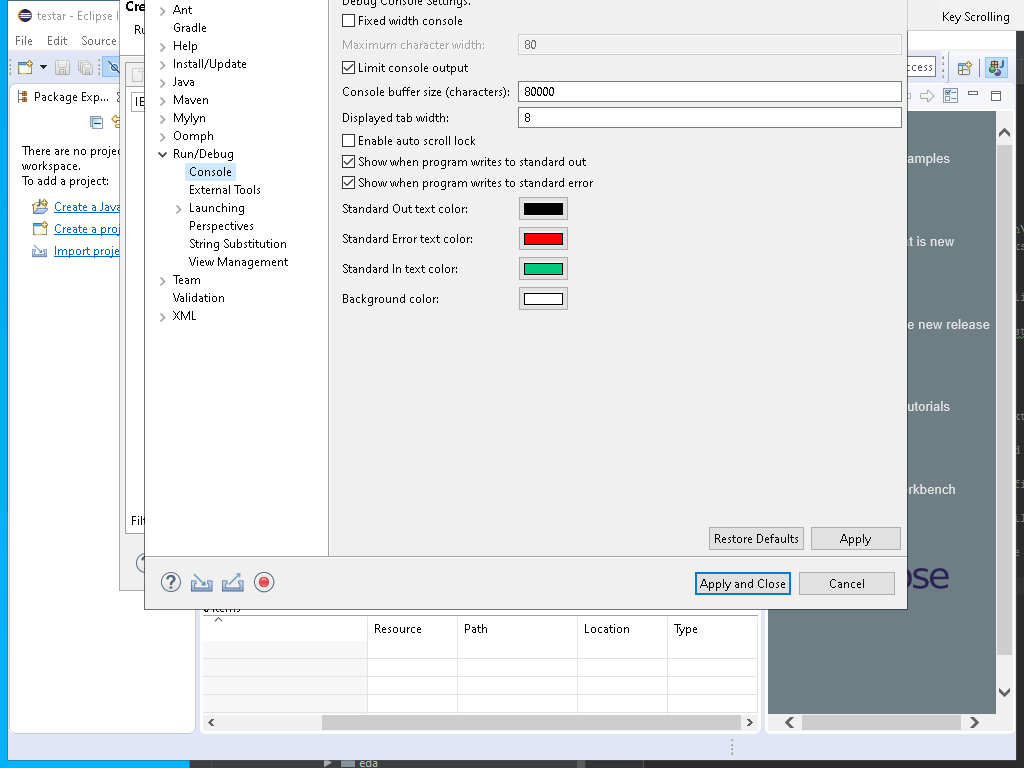 testar - Eclipse I
File Edit Source
Package Exp...
There are no proje
workspace.
To add a project:
Create a Java
Create a proj
Import proje
Cre
Ru
Filt
Ant
Gradle
Help
Install/Update
Java
Maven
Mylyn
Oomph
Run/Debug
Console
External Tools
Launching
Perspectives
String Substitution
View Management
Team
Validation
XML
Debug Console Settings.
Fixed width console
Maximum character width: 80
Limit console output
Console buffer size (characters): 80000
Displayed tab width: 8
Enable auto scroll lock
Show when program writes to standard out
Show when program writes to standard error
Standard Out text color:
Standard Error text color:
Standard In text color:
Background color:
Restore Defaults Apply
Apply and Close Cancel
Resource Path Location Type
Key Scrolling
ccess
amples
t is new
e new release
utorials
rkbench
ose
eda